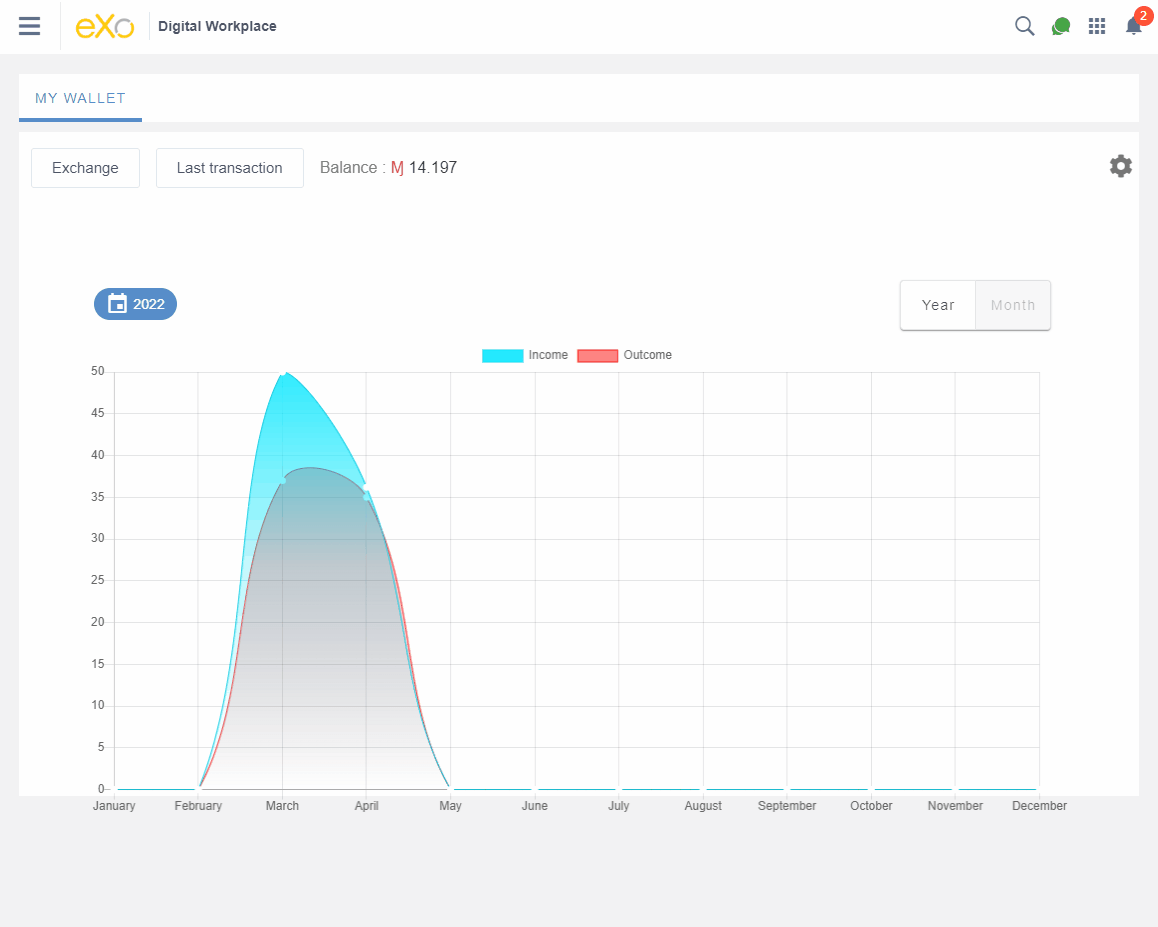 eXo Digital Workplace 2
MY WALLET
Exchange Last transaction Balance : Ɱ 14.197
2022 Year Month
Income Outcome
50
45
40
35
30
25
20
15
10
5
0
January February March April May June July August September October November December